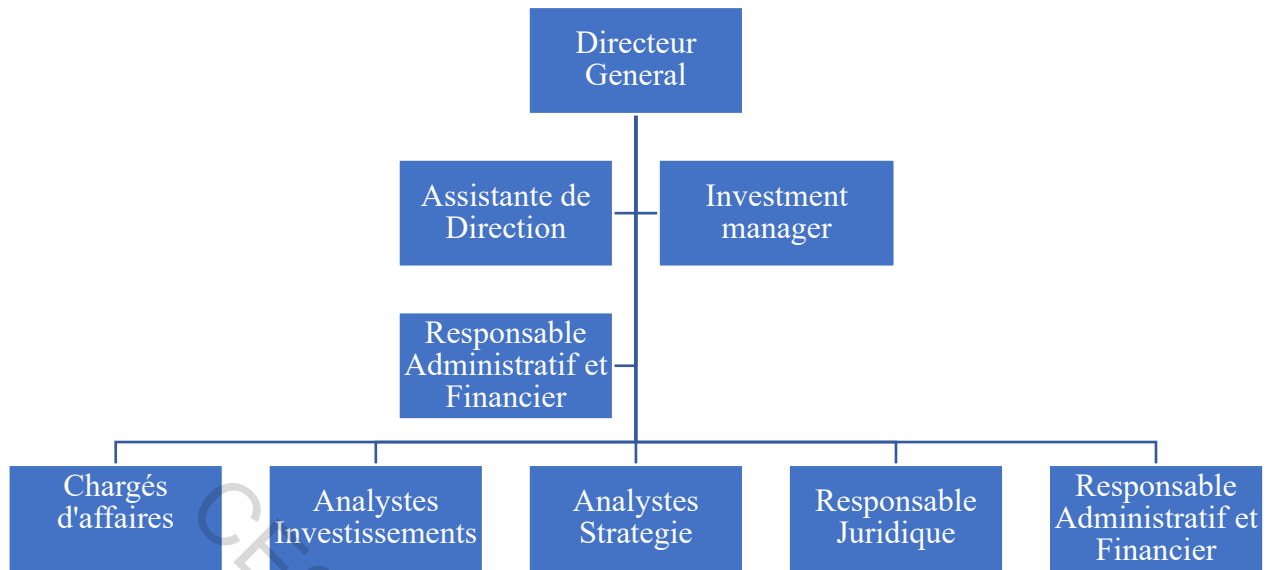 Directeur
General
Assistante de
Direction
Investment
manager
Responsable
Administratif et
Financier
Chargés
d'affaires
Analystes
Investissements
Analystes
Strategie
Responsable
Juridique
Responsable
Administratif et
Financier